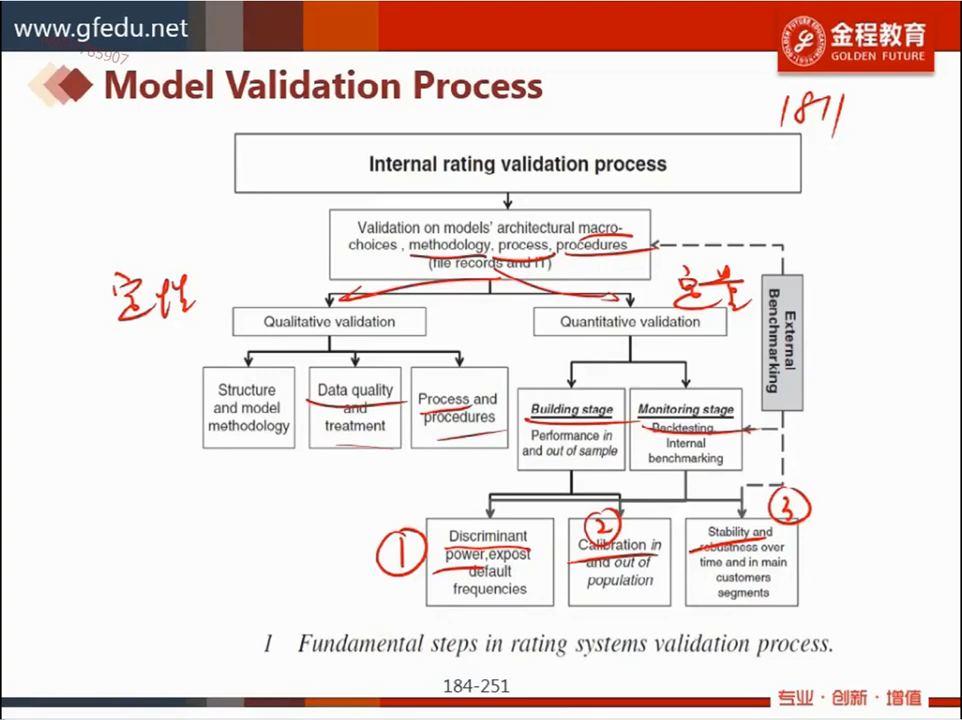 www.gfedu.net
金程教育
GOLDEN FUTURE
Model Validation Process
1871
Internal rating validation process
Validation on models' architectural macro-
choices , methodology, process, procedures
(file records and IT)
定性
定量
Qualitative validation
Quantitative validation
External
Benchmarking
Structure
and model
methodology
Data quality
and
treatment
Process and
procedures
Building stage
Performance in
and out of sample
Monitoring stage
Backtesting,
Internal
benchmarking
①
Discriminant
power,expost
default
frequencies
②
Calibration in
and out of
population
③
Stability and
robustness over
time and in main
customers
segments
1 Fundamental steps in rating systems validation process.
184-251
专业·创新·增值